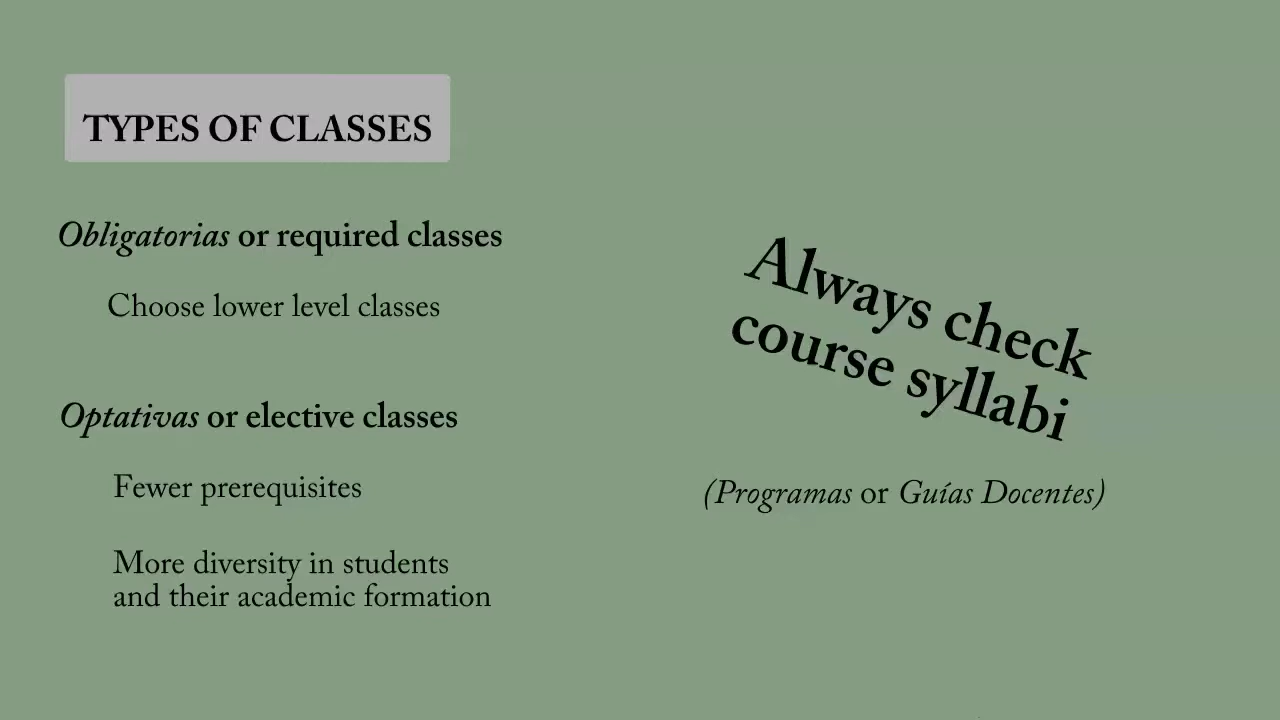 TYPES OF CLASSES
Obligatorias or required classes
Choose lower level classes
Optativas or elective classes
Fewer prerequisites
More diversity in students
and their academic formation
Always check
course syllabi
(Programas or Guías Docentes)